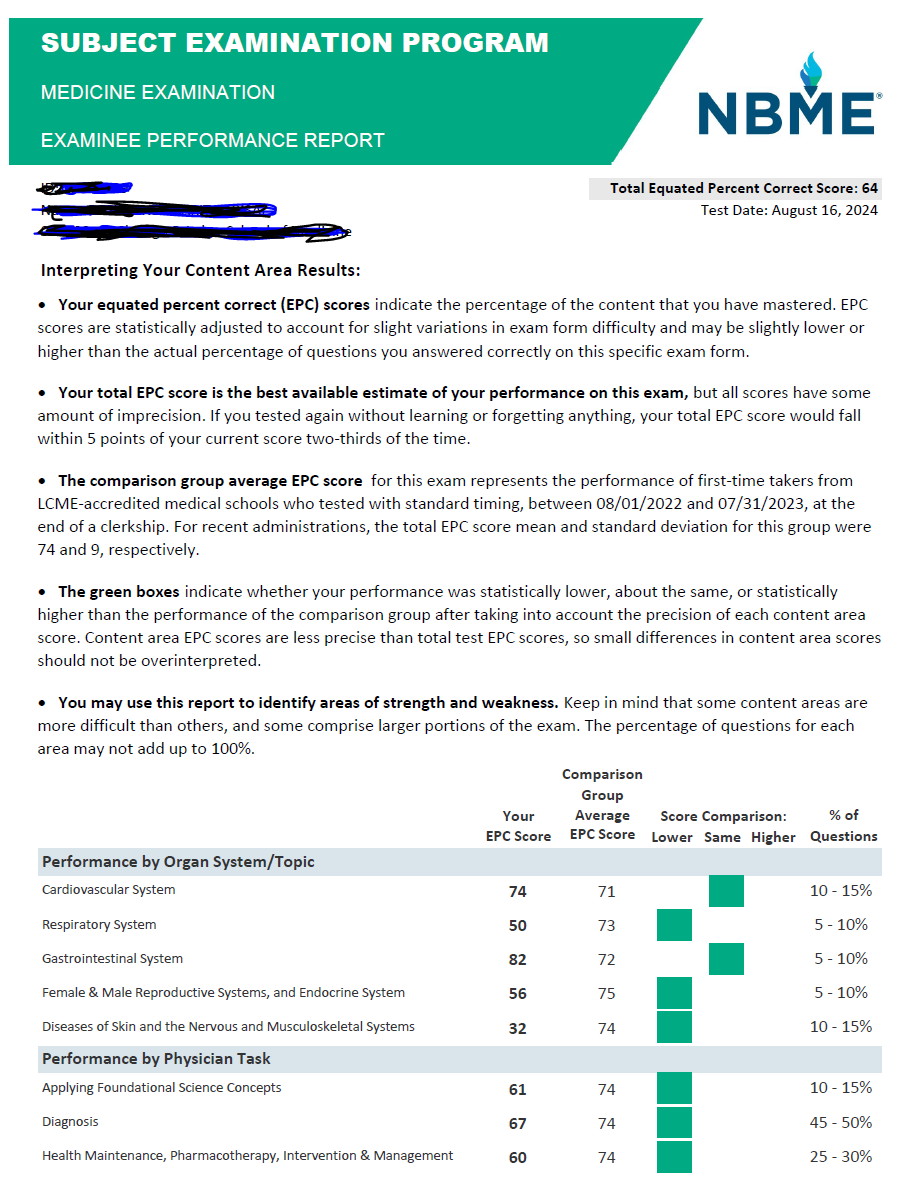 SUBJECT EXAMINATION PROGRAM
MEDICINE EXAMINATION
EXAMINEE PERFORMANCE REPORT
NBME®
Total Equated Percent Correct Score: 64
Test Date: August 16, 2024
Interpreting Your Content Area Results:
• Your equated percent correct (EPC) scores indicate the percentage of the content that you have mastered. EPC
scores are statistically adjusted to account for slight variations in exam form difficulty and may be slightly lower or
higher than the actual percentage of questions you answered correctly on this specific exam form.
• Your total EPC score is the best available estimate of your performance on this exam, but all scores have some
amount of imprecision. If you tested again without learning or forgetting anything, your total EPC score would fall
within 5 points of your current score two-thirds of the time.
• The comparison group average EPC score for this exam represents the performance of first-time takers from
LCME-accredited medical schools who tested with standard timing, between 08/01/2022 and 07/31/2023, at the
end of a clerkship. For recent administrations, the total EPC score mean and standard deviation for this group were
74 and 9, respectively.
• The green boxes indicate whether your performance was statistically lower, about the same, or statistically
higher than the performance of the comparison group after taking into account the precision of each content area
score. Content area EPC scores are less precise than total test EPC scores, so small differences in content area scores
should not be overinterpreted.
• You may use this report to identify areas of strength and weakness. Keep in mind that some content areas are
more difficult than others, and some comprise larger portions of the exam. The percentage of questions for each
area may not add up to 100%.
Comparison
Group
Your Average Score Comparison: % of
EPC Score EPC Score Lower Same Higher Questions
Performance by Organ System/Topic
Cardiovascular System 74 71 10 - 15%
Respiratory System 50 73 5 - 10%
Gastrointestinal System 82 72 5 - 10%
Female & Male Reproductive Systems, and Endocrine System 56 75 5 - 10%
Diseases of Skin and the Nervous and Musculoskeletal Systems 32 74 10 - 15%
Performance by Physician Task
Applying Foundational Science Concepts 61 74 10 - 15%
Diagnosis 67 74 45 - 50%
Health Maintenance, Pharmacotherapy, Intervention & Management 60 74 25 - 30%